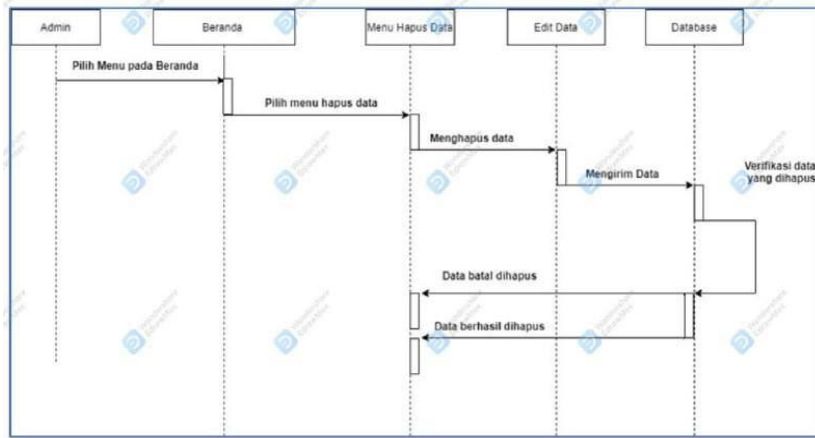 Admin
Beranda
Menu Hapus Data
Edit Data
Database
Pilih Menu pada Beranda
Pilih menu hapus data
Menghapus data
Mengirim Data
Verifikasi data
yang dihapus
Data batal dihapus
Data berhasil dihapus